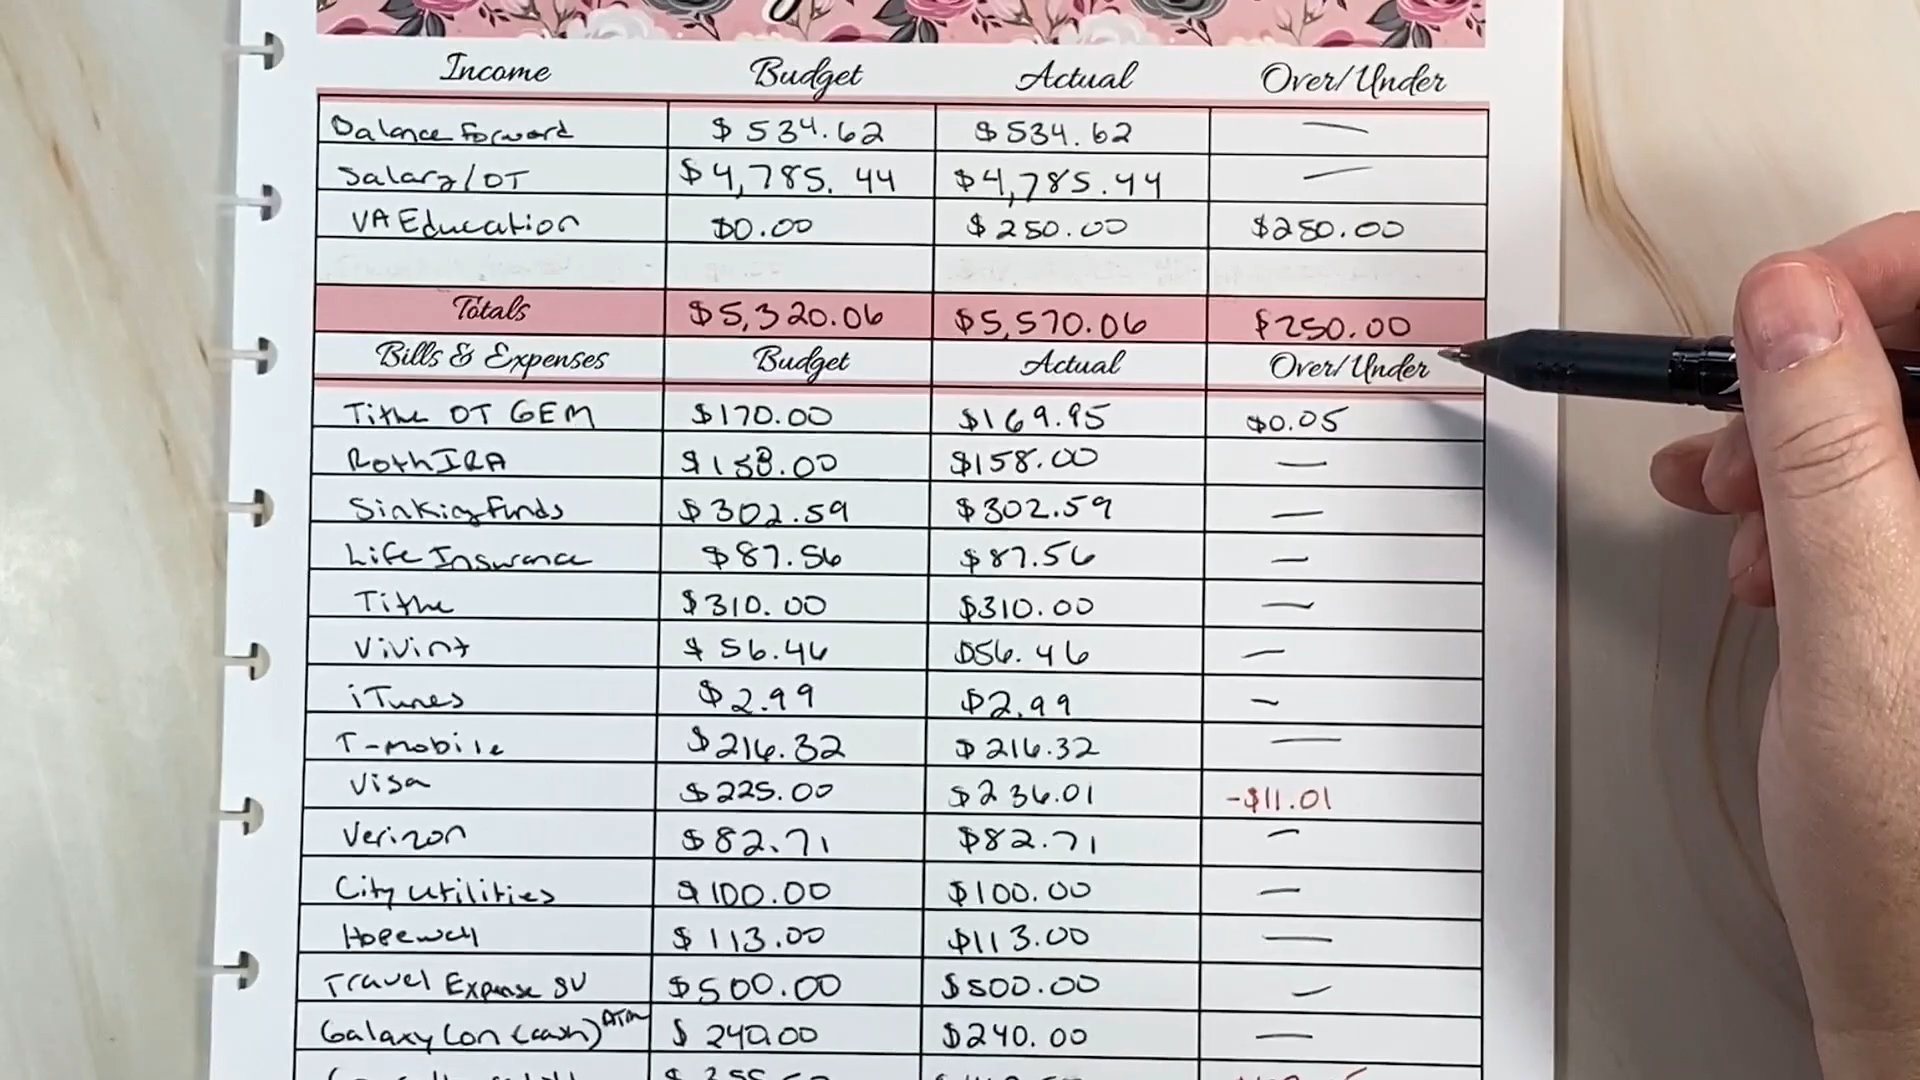 Income Budget Actual Over/Under
Balance Forward $534.62 $534.62 —
Salary/OT $4,785.44 $4,785.44 —
VA Education $0.00 $250.00 $250.00
Totals $5,320.06 $5,570.06 $250.00
Bills & Expenses Budget Actual Over/Under
Tithe OT GEM $170.00 $169.95 $0.05
Roth IRA $158.00 $158.00 —
Sinking Funds $302.59 $302.59 —
Life Insurance $87.56 $87.56 —
Tithe $310.00 $310.00 —
Vivint $56.46 $56.46 —
iTunes $2.99 $2.99 —
T-mobile $216.32 $216.32 —
Visa $225.00 $236.01 -$11.01
Verizon $82.71 $82.71 —
City Utilities $100.00 $100.00 —
Hopewell $113.00 $113.00 —
Travel Expense SV $500.00 $500.00 —
Galaxy Con (cash) ATM $240.00 $240.00 —